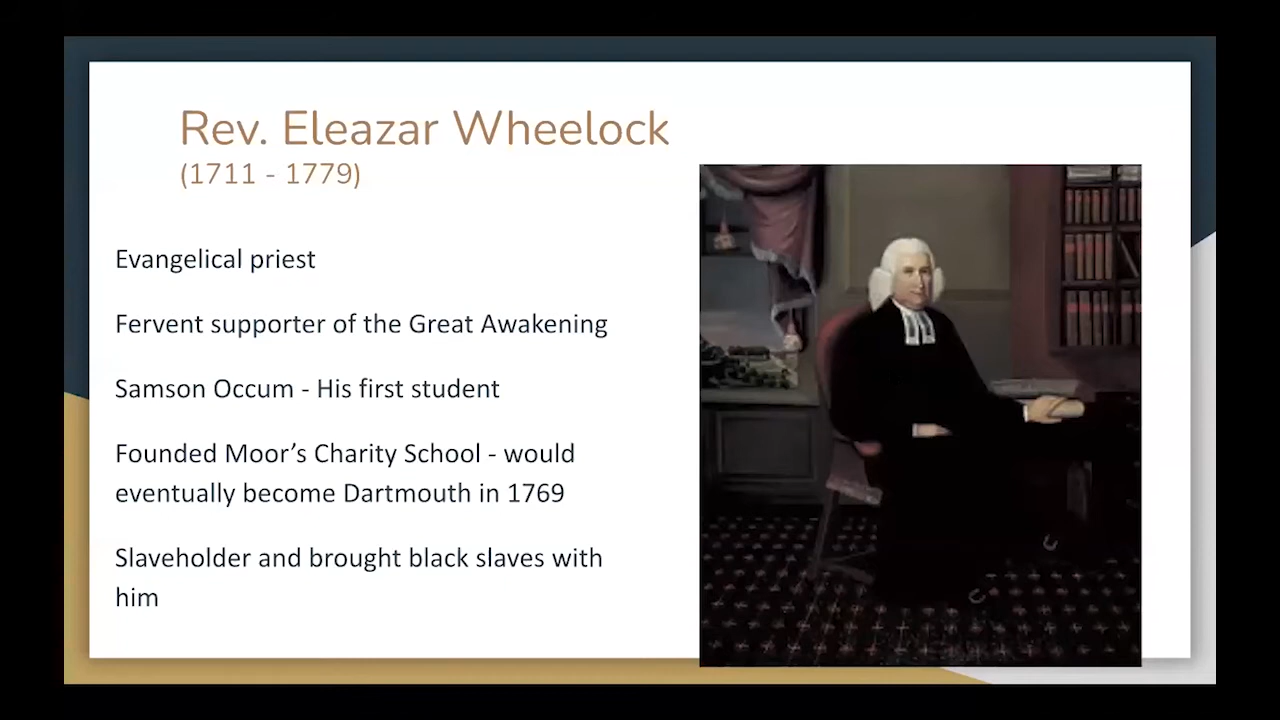 Rev. Eleazar Wheelock
(1711 - 1779)
Evangelical priest
Fervent supporter of the Great Awakening
Samson Occum - His first student
Founded Moor’s Charity School - would
eventually become Dartmouth in 1769
Slaveholder and brought black slaves with
him